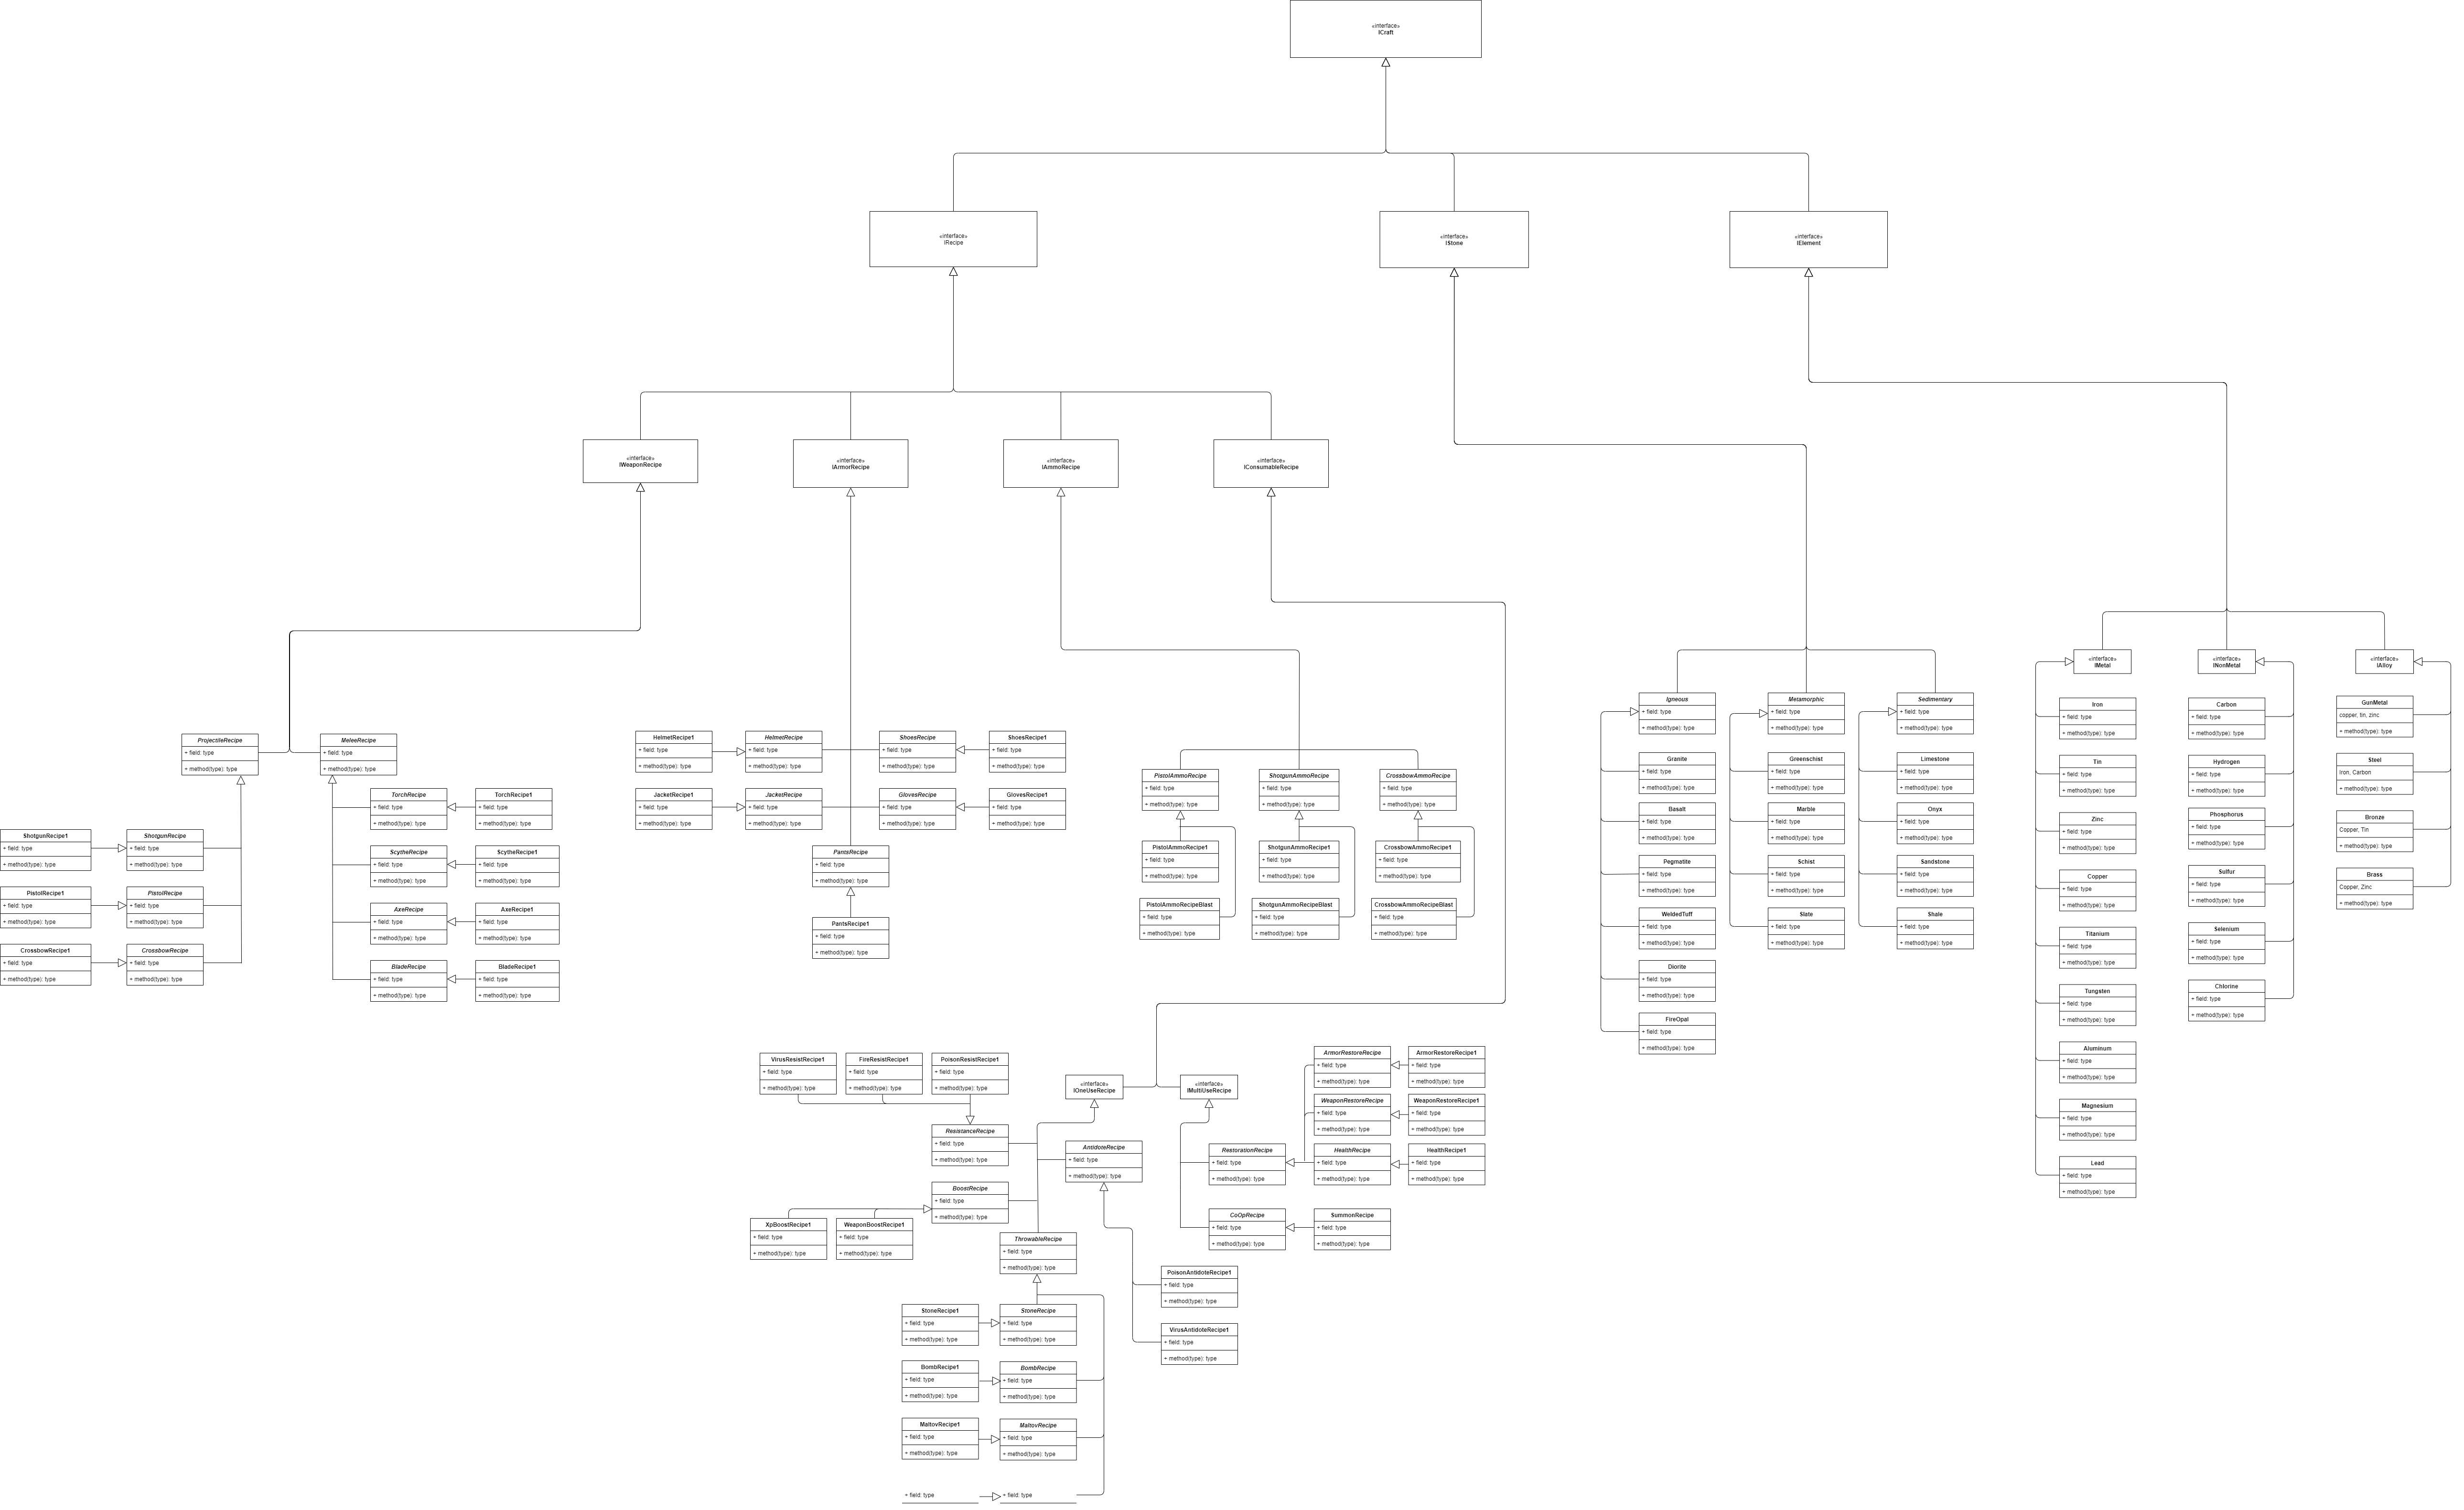 «interface»
ICraft
«interface»
IRecipe
«interface»
IStone
«interface»
IElement
«interface»
IWeaponRecipe
«interface»
IArmorRecipe
«interface»
IAmmoRecipe
«interface»
IConsumableRecipe
«interface»
IMetal
«interface»
INonMetal
«interface»
IAlloy
ProjectileRecipe
+ field: type
+ method(type): type
MeleeRecipe
+ field: type
+ method(type): type
TorchRecipe
+ field: type
+ method(type): type
TorchRecipe1
+ field: type
+ method(type): type
ShotgunRecipe1
+ field: type
+ method(type): type
ShotgunRecipe
+ field: type
+ method(type): type
ScytheRecipe
+ field: type
+ method(type): type
ScytheRecipe1
+ field: type
+ method(type): type
PistolRecipe1
+ field: type
+ method(type): type
PistolRecipe
+ field: type
+ method(type): type
AxeRecipe
+ field: type
+ method(type): type
AxeRecipe1
+ field: type
+ method(type): type
CrossbowRecipe1
+ field: type
+ method(type): type
CrossbowRecipe
+ field: type
+ method(type): type
BladeRecipe
+ field: type
+ method(type): type
BladeRecipe1
+ field: type
+ method(type): type
HelmetRecipe1
+ field: type
+ method(type): type
HelmetRecipe
+ field: type
+ method(type): type
ShoesRecipe
+ field: type
+ method(type): type
ShoesRecipe1
+ field: type
+ method(type): type
JacketRecipe1
+ field: type
+ method(type): type
JacketRecipe
+ field: type
+ method(type): type
GlovesRecipe
+ field: type
+ method(type): type
GlovesRecipe1
+ field: type
+ method(type): type
PantsRecipe
+ field: type
+ method(type): type
PantsRecipe1
+ field: type
+ method(type): type
PistolAmmoRecipe
+ field: type
+ method(type): type
ShotgunAmmoRecipe
+ field: type
+ method(type): type
CrossbowAmmoRecipe
+ field: type
+ method(type): type
PistolAmmoRecipe1
+ field: type
+ method(type): type
ShotgunAmmoRecipe1
+ field: type
+ method(type): type
CrossbowAmmoRecipe1
+ field: type
+ method(type): type
PistolAmmoRecipeBlast
+ field: type
+ method(type): type
ShotgunAmmoRecipeBlast
+ field: type
+ method(type): type
CrossbowAmmoRecipeBlast
+ field: type
+ method(type): type
Igneous
+ field: type
+ method(type): type
Metamorphic
+ field: type
+ method(type): type
Sedimentary
+ field: type
+ method(type): type
Granite
+ field: type
+ method(type): type
Greenschist
+ field: type
+ method(type): type
Limestone
+ field: type
+ method(type): type
Basalt
+ field: type
+ method(type): type
Marble
+ field: type
+ method(type): type
Onyx
+ field: type
+ method(type): type
Pegmatite
+ field: type
+ method(type): type
Schist
+ field: type
+ method(type): type
Sandstone
+ field: type
+ method(type): type
WeldedTuff
+ field: type
+ method(type): type
Slate
+ field: type
+ method(type): type
Shale
+ field: type
+ method(type): type
Diorite
+ field: type
+ method(type): type
FireOpal
+ field: type
+ method(type): type
Iron
+ field: type
+ method(type): type
Carbon
+ field: type
+ method(type): type
GunMetal
copper, tin, zinc
+ method(type): type
Tin
+ field: type
+ method(type): type
Hydrogen
+ field: type
+ method(type): type
Steel
Iron, Carbon
+ method(type): type
Zinc
+ field: type
+ method(type): type
Phosphorus
+ field: type
+ method(type): type
Bronze
Copper, Tin
+ method(type): type
Copper
+ field: type
+ method(type): type
Sulfur
+ field: type
+ method(type): type
Brass
Copper, Zinc
+ method(type): type
Titanium
+ field: type
+ method(type): type
Selenium
+ field: type
+ method(type): type
Tungsten
+ field: type
+ method(type): type
Chlorine
+ field: type
+ method(type): type
Aluminum
+ field: type
+ method(type): type
Magnesium
+ field: type
+ method(type): type
Lead
+ field: type
+ method(type): type
VirusResistRecipe1
+ field: type
+ method(type): type
FireResistRecipe1
+ field: type
+ method(type): type
PoisonResistRecipe1
+ field: type
+ method(type): type
«interface»
IOneUseRecipe
«interface»
IMultiUseRecipe
ArmorRestoreRecipe
+ field: type
+ method(type): type
ArmorRestoreRecipe1
+ field: type
+ method(type): type
WeaponRestoreRecipe
+ field: type
+ method(type): type
WeaponRestoreRecipe1
+ field: type
+ method(type): type
ResistanceRecipe
+ field: type
+ method(type): type
AntidoteRecipe
+ field: type
+ method(type): type
RestorationRecipe
+ field: type
+ method(type): type
HealthRecipe
+ field: type
+ method(type): type
HealthRecipe1
+ field: type
+ method(type): type
BoostRecipe
+ field: type
+ method(type): type
XpBoostRecipe1
+ field: type
+ method(type): type
WeaponBoostRecipe1
+ field: type
+ method(type): type
CoOpRecipe
+ field: type
+ method(type): type
SummonRecipe
+ field: type
+ method(type): type
ThrowableRecipe
+ field: type
+ method(type): type
PoisonAntidoteRecipe1
+ field: type
+ method(type): type
StoneRecipe1
+ field: type
+ method(type): type
StoneRecipe
+ field: type
+ method(type): type
VirusAntidoteRecipe1
+ field: type
+ method(type): type
BombRecipe1
+ field: type
+ method(type): type
BombRecipe
+ field: type
+ method(type): type
MaltovRecipe1
+ field: type
+ method(type): type
MaltovRecipe
+ field: type
+ method(type): type
+ field: type
+ field: type